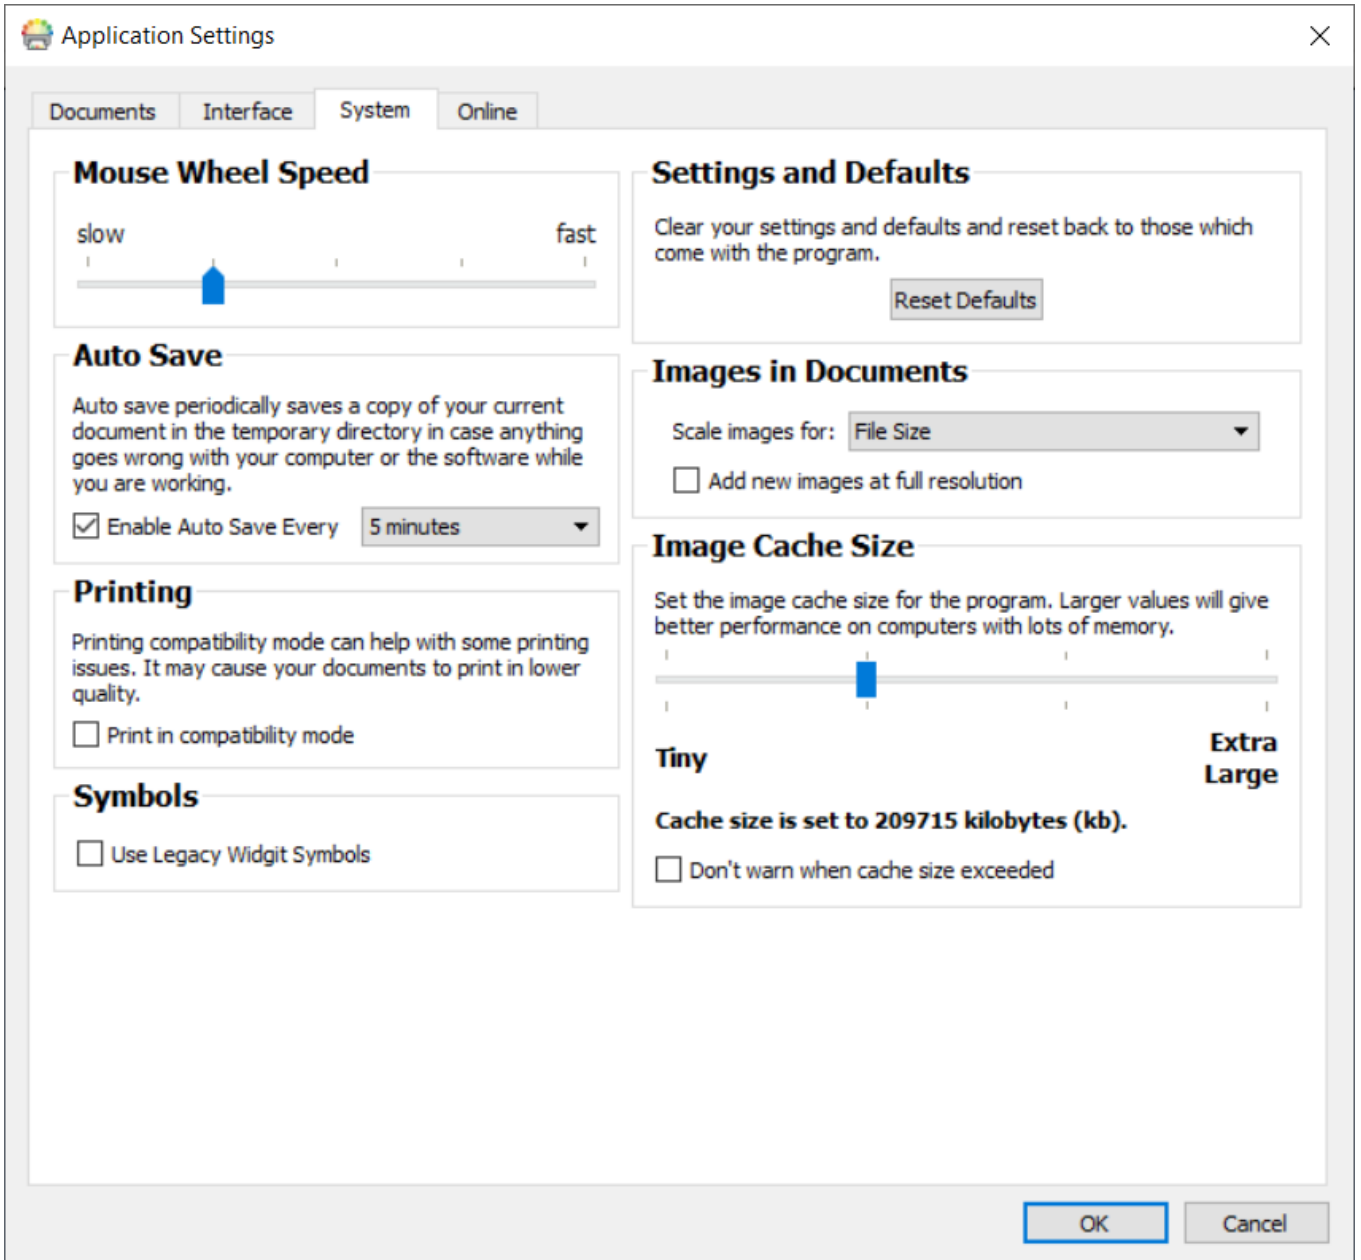 Application Settings
Documents
Interface
System
Online
Mouse Wheel Speed
slow
fast
Auto Save
Auto save periodically saves a copy of your current
document in the temporary directory in case anything
goes wrong with your computer or the software while
you are working.
Enable Auto Save Every
5 minutes
Printing
Printing compatibility mode can help with some printing
issues. It may cause your documents to print in lower
quality.
Print in compatibility mode
Symbols
Use Legacy Widgit Symbols
Settings and Defaults
Clear your settings and defaults and reset back to those which
come with the program.
Reset Defaults
Images in Documents
Scale images for:
File Size
Add new images at full resolution
Image Cache Size
Set the image cache size for the program. Larger values will give
better performance on computers with lots of memory.
Tiny
Extra
Large
Cache size is set to 209715 kilobytes (kb).
Don't warn when cache size exceeded
OK
Cancel